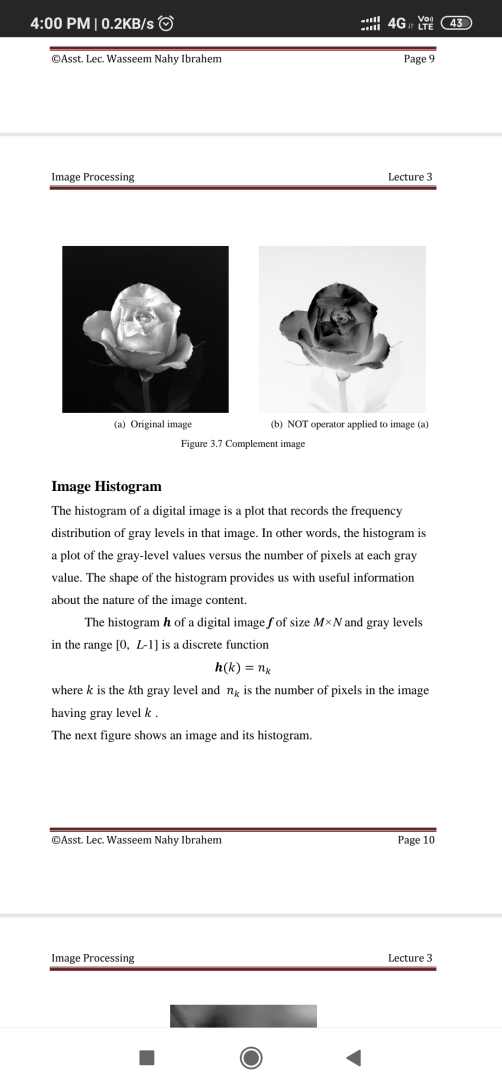 4:00 PM | 0.2KB/s
4G
Vo)) LTE
43
©Asst. Lec. Wasseem Nahy Ibrahem Page 9
Image Processing Lecture 3
(a) Original image (b) NOT operator applied to image (a)
Figure 3.7 Complement image
Image Histogram
The histogram of a digital image is a plot that records the frequency
distribution of gray levels in that image. In other words, the histogram is
a plot of the gray-level values versus the number of pixels at each gray
value. The shape of the histogram provides us with useful information
about the nature of the image content.
The histogram h of a digital image f of size M×N and gray levels
in the range [0, L-1] is a discrete function
h(k) = nₖ
where k is the kth gray level and nₖ is the number of pixels in the image
having gray level k .
The next figure shows an image and its histogram.
©Asst. Lec. Wasseem Nahy Ibrahem Page 10
Image Processing Lecture 3